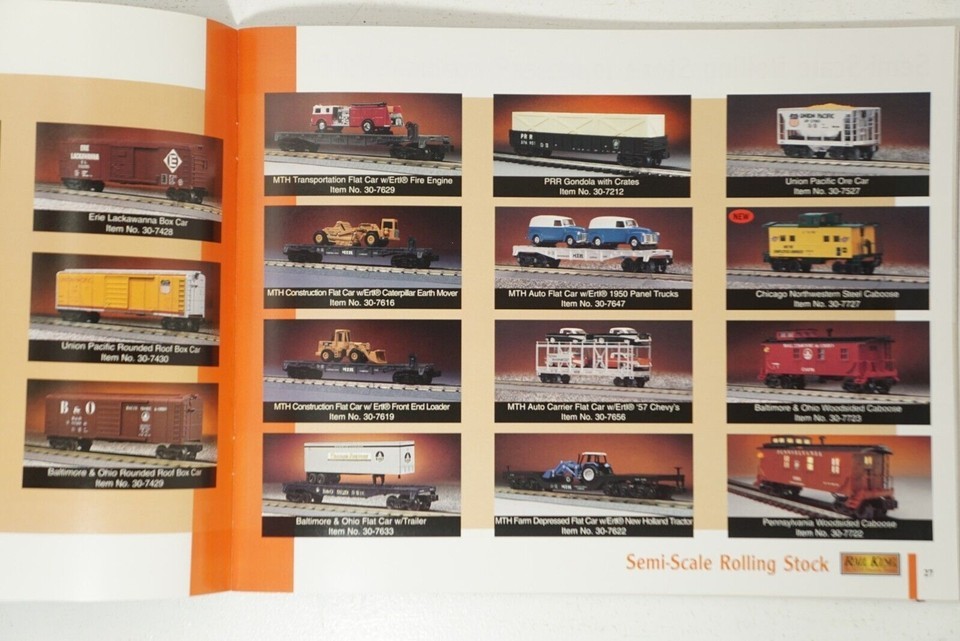 ERIE
LACKAWANNA
E
Erie Lackawanna Box Car
Item No. 30-7428
Union Pacific Rounded Roof Box Car
Item No. 30-7430
B & O
Baltimore & Ohio Rounded Roof Box Car
Item No. 30-7429
MTH Transportation Flat Car w/Ertl® Fire Engine
Item No. 30-7629
MTH Construction Flat Car w/Ertl® Caterpillar Earth Mover
Item No. 30-7616
MTH Construction Flat Car w/ Ertl® Front End Loader
Item No. 30-7619
Baltimore & Ohio Flat Car w/Trailer
Item No. 30-7633
PRR
PRR Gondola with Crates
Item No. 30-7212
MTH Auto Flat Car w/Ertl® 1950 Panel Trucks
Item No. 30-7647
MTH Auto Carrier Flat Car w/Ertl® '57 Chevy's
Item No. 30-7656
MTH Farm Depressed Flat Car w/Ertl® New Holland Tractor
Item No. 30-7622
UNION PACIFIC
Union Pacific Ore Car
Item No. 30-7527
NEW
Chicago Northwestern Steel Caboose
Item No. 30-7727
Baltimore & Ohio Woodsided Caboose
Item No. 30-7723
PENNSYLVANIA
Pennsylvania Woodsided Caboose
Item No. 30-7722
Semi-Scale Rolling Stock
RAIL KING
27